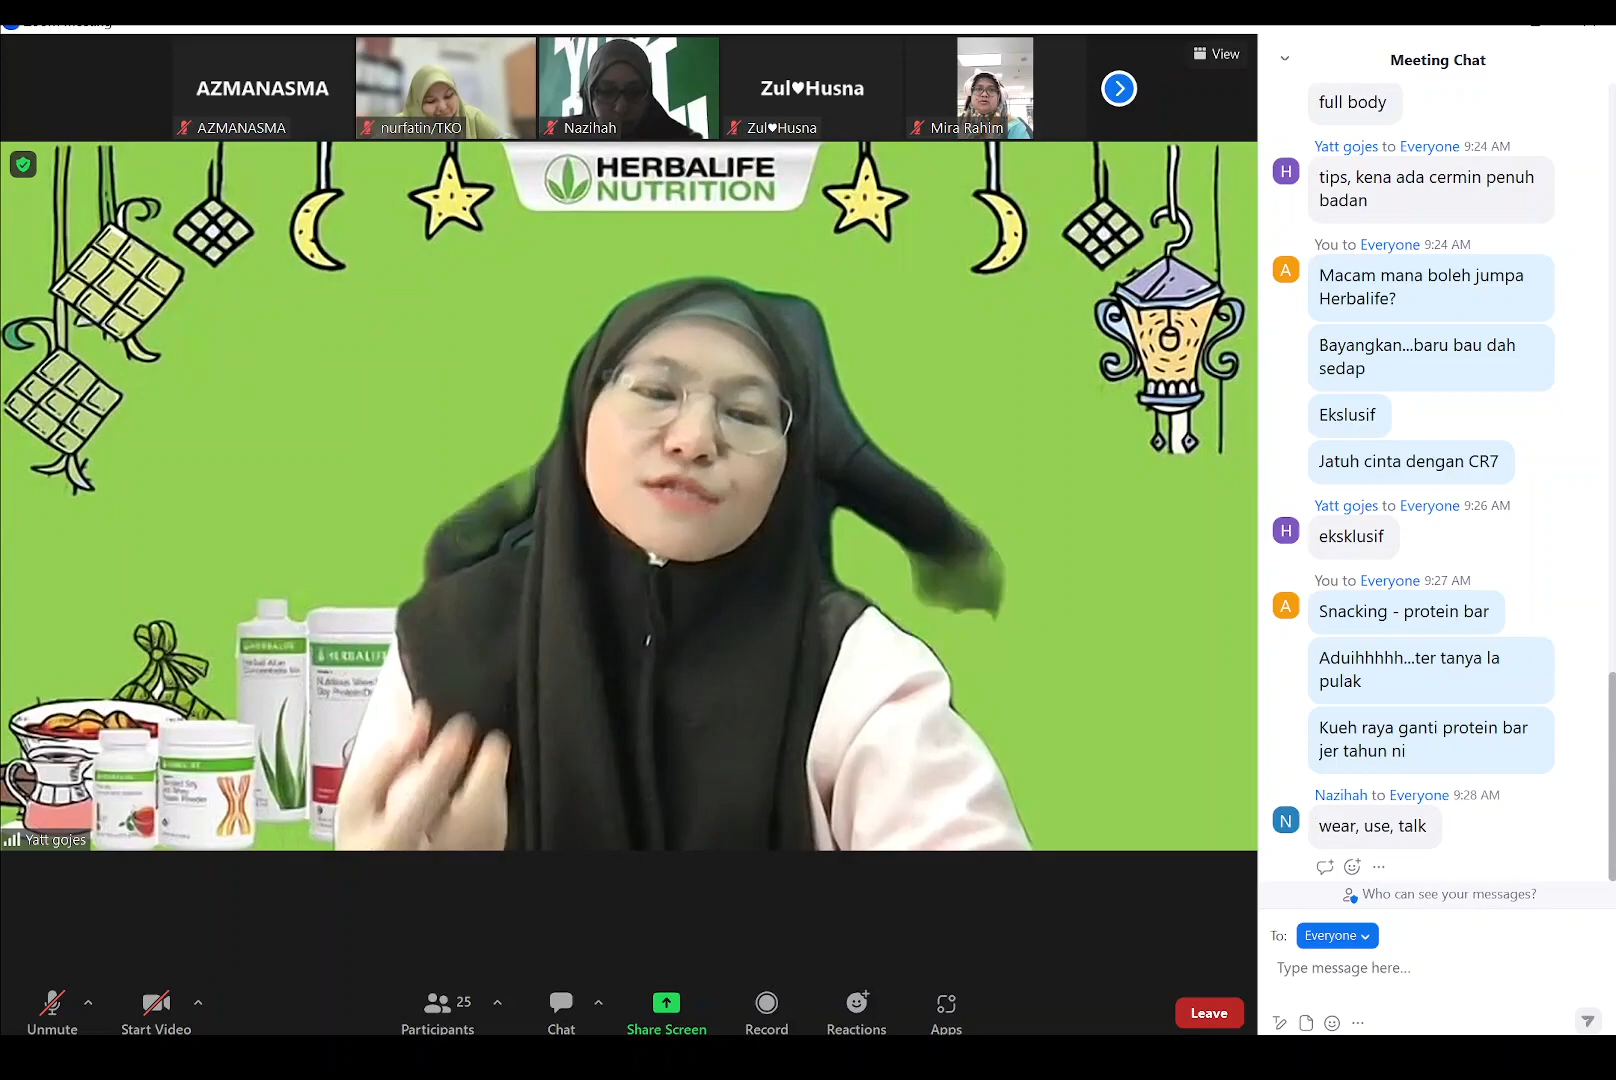 AZMANASMA
AZMANASMA
nurfatin/TKO
Nazihah
Zul♥Husna
Zul♥Husna
Mira Rahim
View
HERBALIFE
NUTRITION
HERBALIFE
Yatt gojes
Unmute
Start Video
25
Participants
Chat
Share Screen
Record
Reactions
Apps
Leave
Meeting Chat
full body
Yatt gojes to Everyone 9:24 AM
H
tips, kena ada cermin penuh
badan
You to Everyone 9:24 AM
A
Macam mana boleh jumpa
Herbalife?
Bayangkan...baru bau dah
sedap
Ekslusif
Jatuh cinta dengan CR7
Yatt gojes to Everyone 9:26 AM
H
eksklusif
You to Everyone 9:27 AM
A
Snacking - protein bar
Aduihhhhh...ter tanya la
pulak
Kueh raya ganti protein bar
jer tahun ni
Nazihah to Everyone 9:28 AM
N
wear, use, talk
Who can see your messages?
To: Everyone
Type message here...